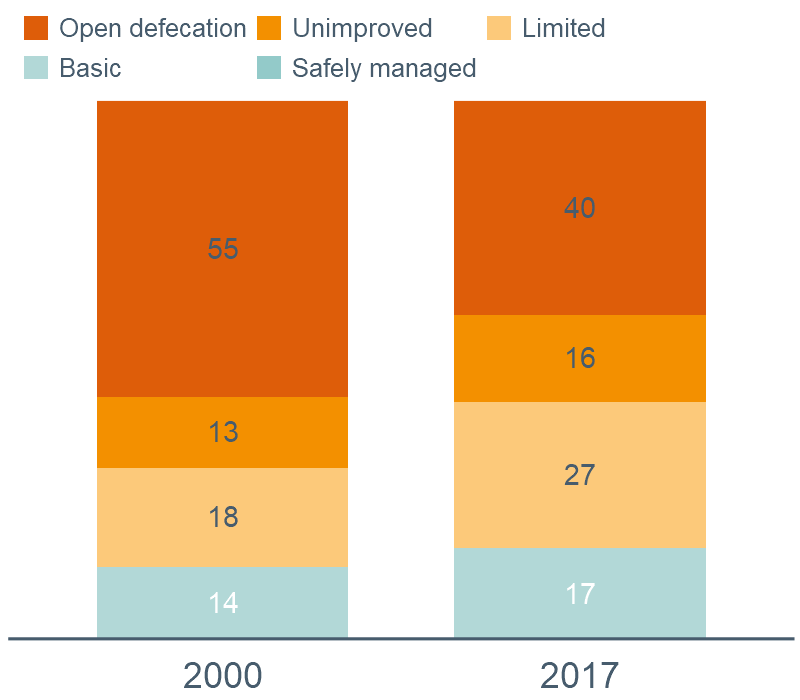 Open defecation Unimproved Limited
Basic Safely managed
55 40
13 16
18 27
14 17
2000 2017